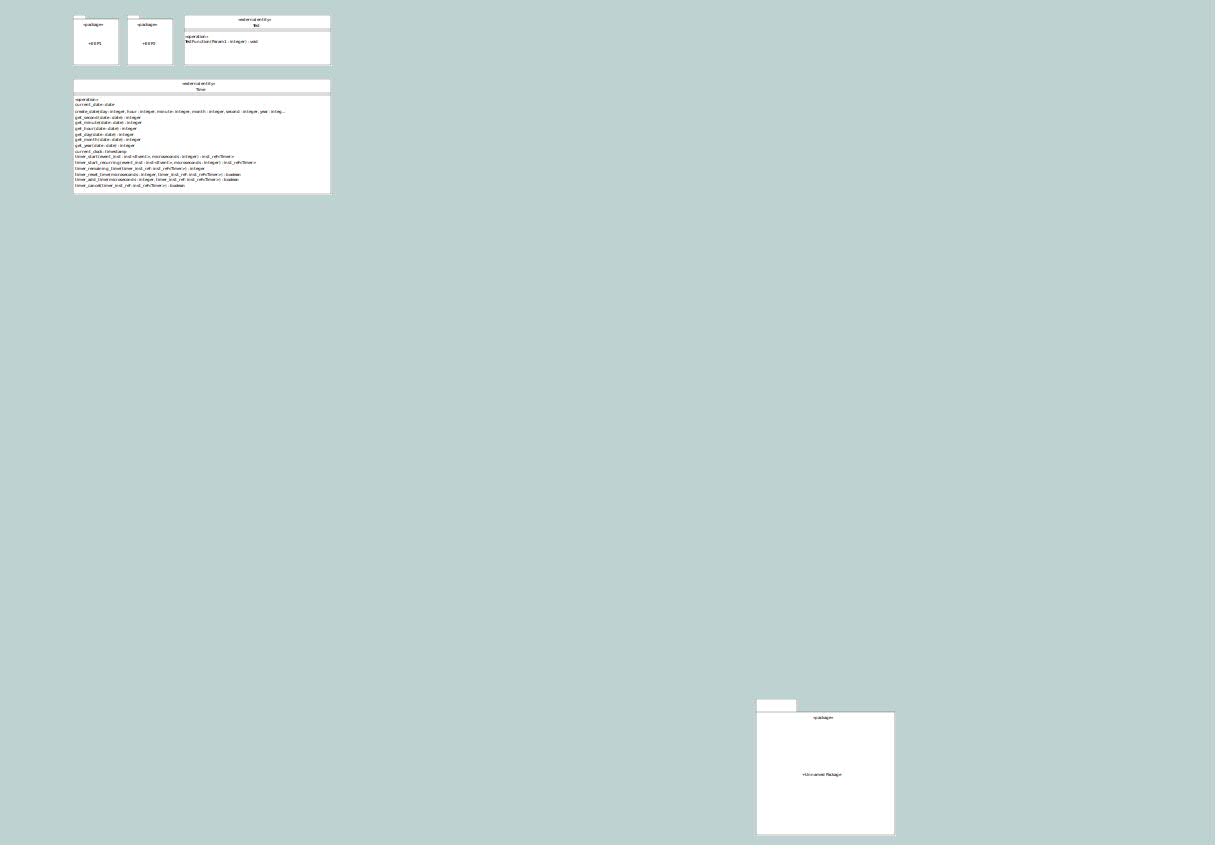 «package»
+EEP1
«package»
+EEP2
«external entity»
Test
«operation»
TestFunction(Param1 : integer) : void
«external entity»
Time
«operation»
current_date : date
create_date(day : integer, hour : integer, minute : integer, month : integer, second : integer, year : integ...
get_second(date : date) : integer
get_minute(date : date) : integer
get_hour(date : date) : integer
get_day(date : date) : integer
get_month(date : date) : integer
get_year(date : date) : integer
current_clock : timestamp
timer_start(event_inst : inst<Event>, microseconds : integer) : inst_ref<Timer>
timer_start_recurring(event_inst : inst<Event>, microseconds : integer) : inst_ref<Timer>
timer_remaining_time(timer_inst_ref : inst_ref<Timer>) : integer
timer_reset_time(microseconds : integer, timer_inst_ref : inst_ref<Timer>) : boolean
timer_add_time(microseconds : integer, timer_inst_ref : inst_ref<Timer>) : boolean
timer_cancel(timer_inst_ref : inst_ref<Timer>) : boolean
«package»
+Unnamed Package